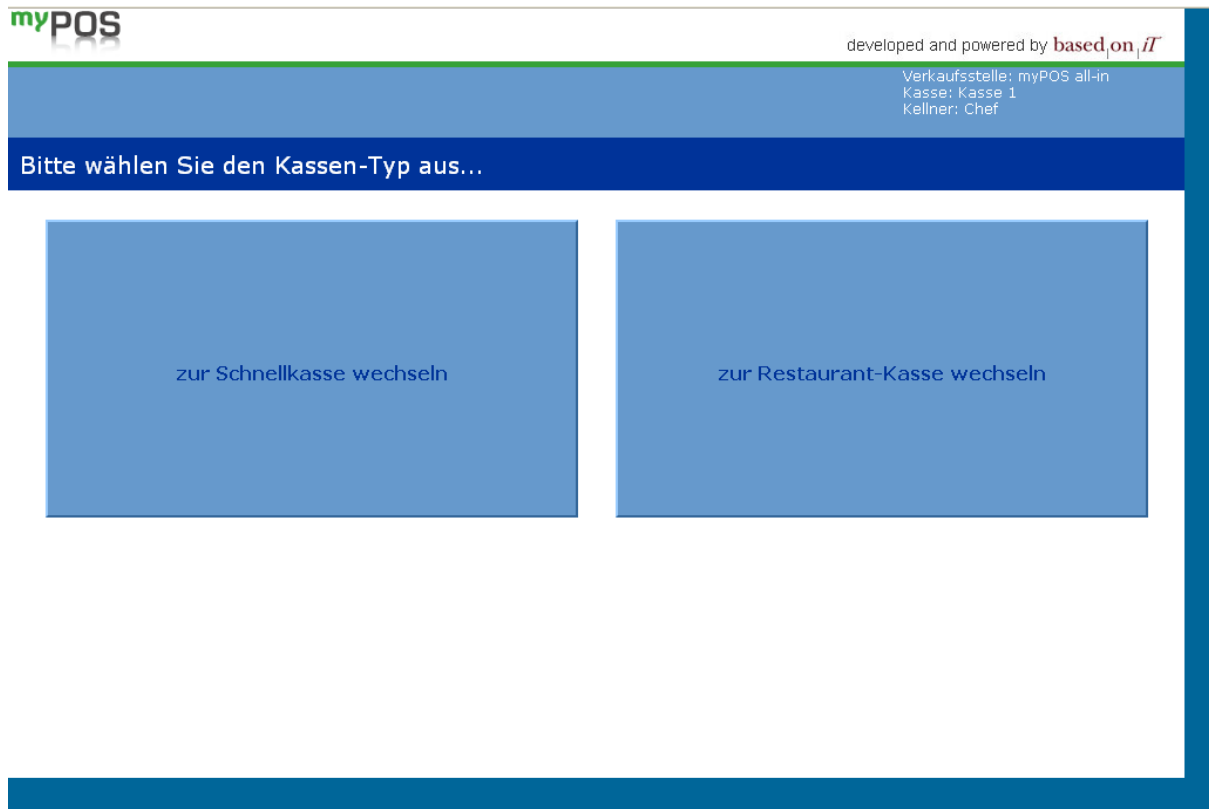 myPOS
developed and powered by based on iT
Verkaufsstelle: myPOS all-in
Kasse: Kasse 1
Kellner: Chef
Bitte wählen Sie den Kassen-Typ aus...
zur Schnellkasse wechseln
zur Restaurant-Kasse wechseln